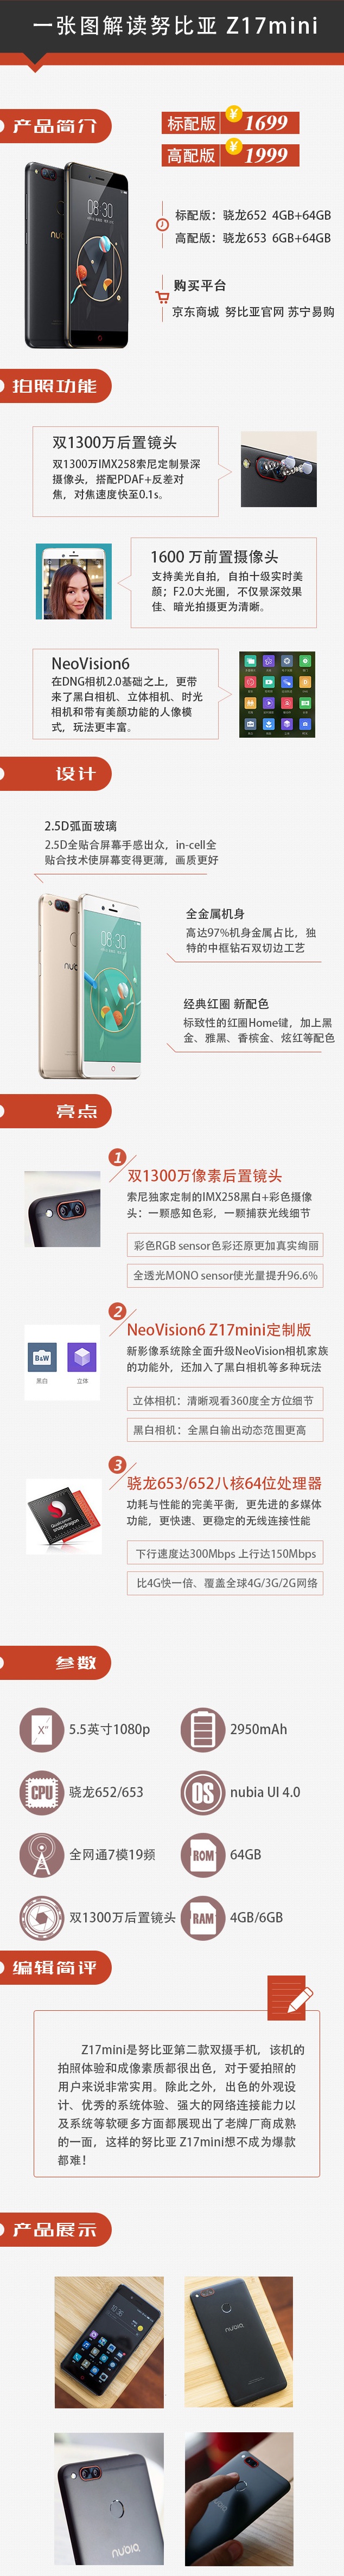 一张图解读努比亚 Z17mini
产品简介
标配版 ¥ 1699
高配版 ¥ 1999
08:30
nub
标配版：骁龙652 4GB+64GB
高配版：骁龙653 6GB+64GB
购买平台
京东商城 努比亚官网 苏宁易购
拍照功能
双1300万后置镜头
双1300万IMX258索尼定制景深
摄像头，搭配PDAF+反差对
焦，对焦速度快至0.1s。
1600 万前置摄像头
支持美光自拍，自拍十级实时美
颜；F2.0大光圈，不仅景深效果
佳、暗光拍摄更为清晰。
NeoVision6
在DNG相机2.0基础之上，更带
来了黑白相机、立体相机、时光
相机和带有美颜功能的人像模
式，玩法更丰富。
设计
2.5D弧面玻璃
2.5D全贴合屏幕手感出众，in-cell全
贴合技术使屏幕变得更薄，画质更好
08:30
nub
全金属机身
高达97%机身金属占比，独
特的中框钻石双切边工艺
经典红圈 新配色
标致性的红圈Home键，加上黑
金、雅黑、香槟金、炫红等配色
亮点
1
双1300万像素后置镜头
索尼独家定制的IMX258黑白+彩色摄像
头：一颗感知色彩，一颗捕获光线细节
彩色RGB sensor色彩还原更加真实绚丽
全透光MONO sensor使光量提升96.6%
2
NeoVision6 Z17mini定制版
新影像系统除全面升级NeoVision相机家族
的功能外，还加入了黑白相机等多种玩法
B&W
黑白 立体
立体相机：清晰观看360度全方位细节
黑白相机：全黑白输出动态范围更高
3
骁龙653/652八核64位处理器
功耗与性能的完美平衡，更先进的多媒体
功能，更快速、更稳定的无线连接性能
Qualcomm
snapdragon
下行速度达300Mbps 上行达150Mbps
比4G快一倍、覆盖全球4G/3G/2G网络
参数
X" 5.5英寸1080p
2950mAh
CPU 骁龙652/653
OS nubia UI 4.0
全网通7模19频
ROM 64GB
双1300万后置镜头
RAM 4GB/6GB
编辑简评
Z17mini是努比亚第二款双摄手机，该机的
拍照体验和成像素质都很出色，对于爱拍照的
用户来说非常实用。除此之外，出色的外观设
计、优秀的系统体验、强大的网络连接能力以
及系统等软硬多方面都展现出了老牌厂商成熟
的一面，这样的努比亚 Z17mini想不成为爆款
都难！
产品展示
10:30
nubia
nubia